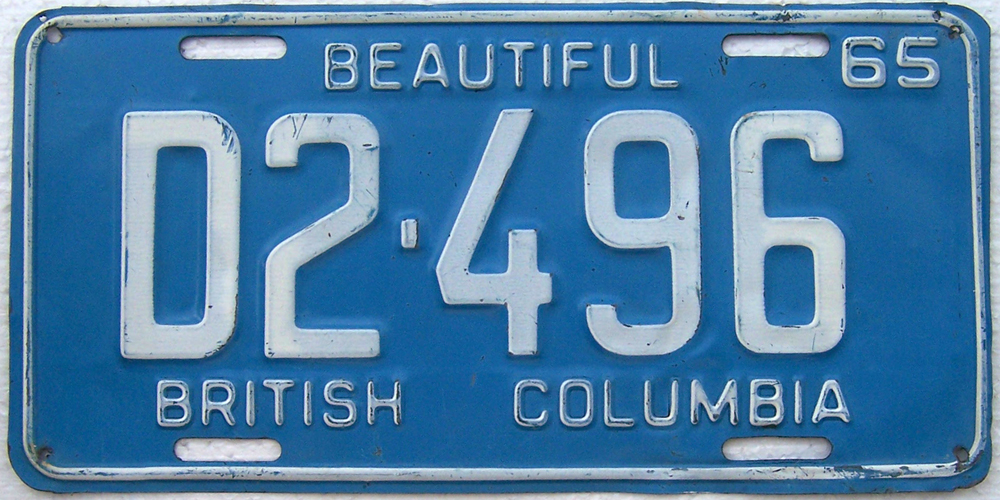 BEAUTIFUL 65
D2-496
BRITISH COLUMBIA